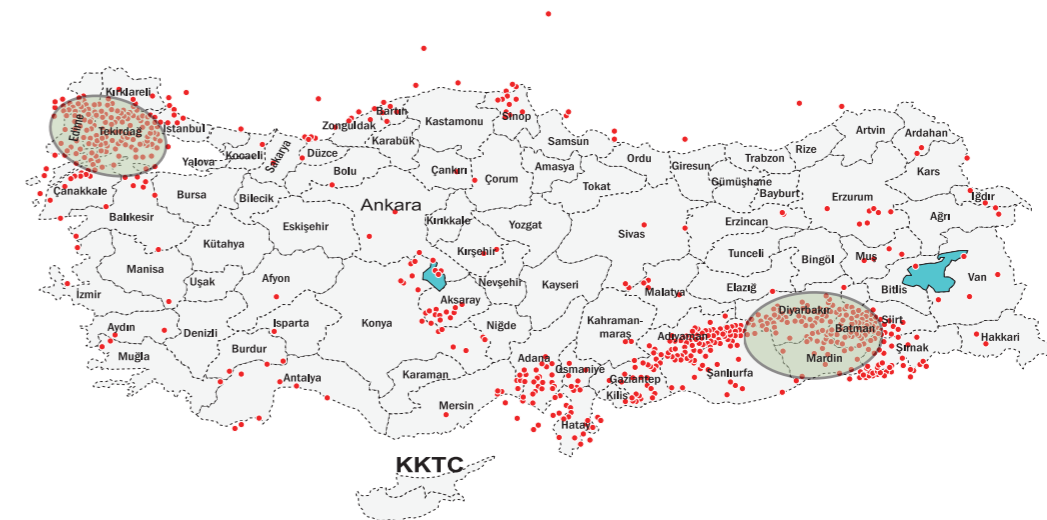 Kırklareli
Edirne
Tekirdag
İstanbul
Kocaeli
Sakarya
Yalova
Düzce
Zonguldak
Bartın
Karabük
Kastamonu
Sinop
Samsun
Ordu
Giresun
Trabzon
Rize
Artvin
Ardahan
Kars
Iğdır
Ağrı
Erzurum
Bayburt
Gümüşhane
Erzincan
Tokat
Amasya
Çorum
Çankırı
Bolu
Bilecik
Bursa
Çanakkale
Balıkesir
Kütahya
Eskişehir
Ankara
Kırıkkale
Yozgat
Sivas
Tunceli
Bingöl
Muş
Bitlis
Van
Hakkari
Şırnak
Siirt
Batman
Diyarbakır
Mardin
Elazığ
Malatya
Adıyaman
Şanlıurfa
Kahraman-
maraş
Gaziantep
Kilis
Osmaniye
Adana
Hatay
Kayseri
Nevşehir
Kırşehir
Aksaray
Niğde
Konya
Karaman
Mersin
Antalya
Isparta
Burdur
Afyon
Uşak
Manisa
İzmir
Aydın
Denizli
Muğla
KKTC